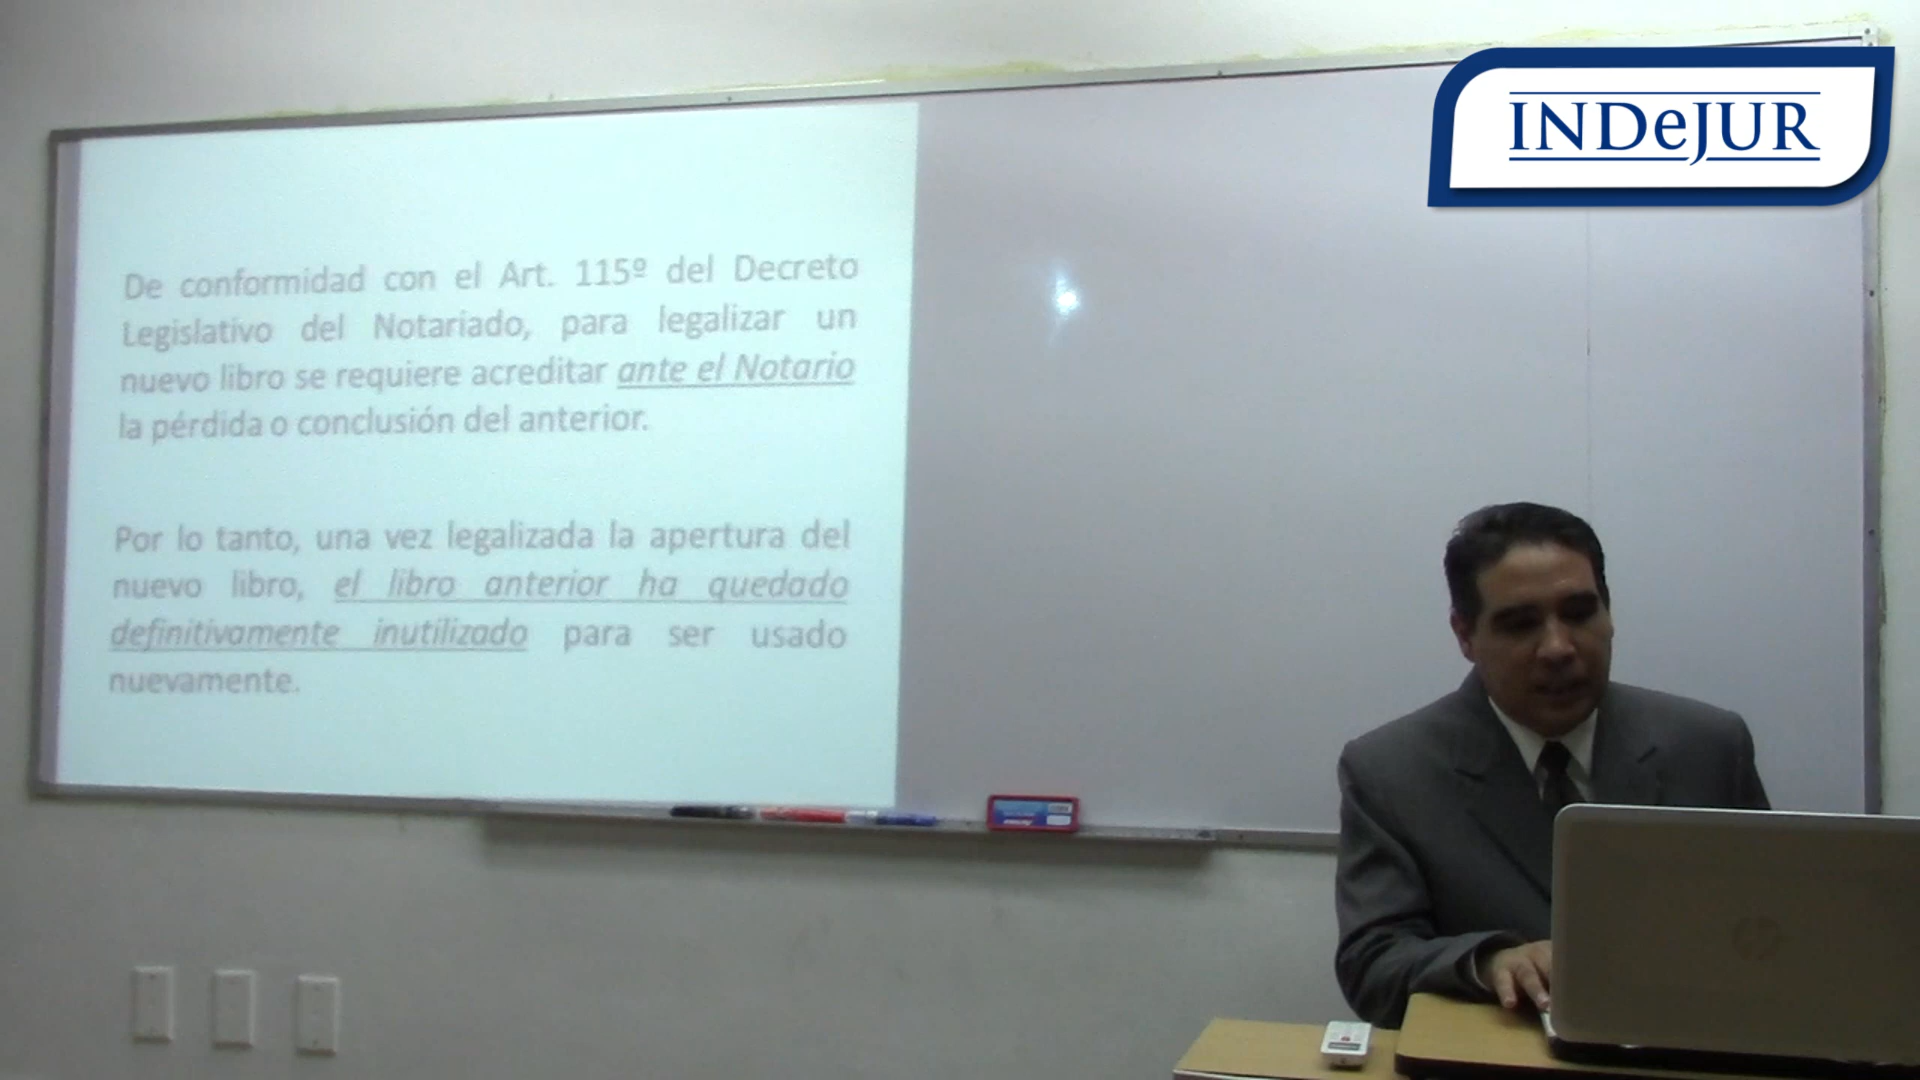 INDeJUR
De conformidad con el Art. 115º del Decreto
Legislativo del Notariado, para legalizar un
nuevo libro se requiere acreditar ante el Notario
la pérdida o conclusión del anterior.
Por lo tanto, una vez legalizada la apertura del
nuevo libro, el libro anterior ha quedado
definitivamente inutilizado para ser usado
nuevamente.